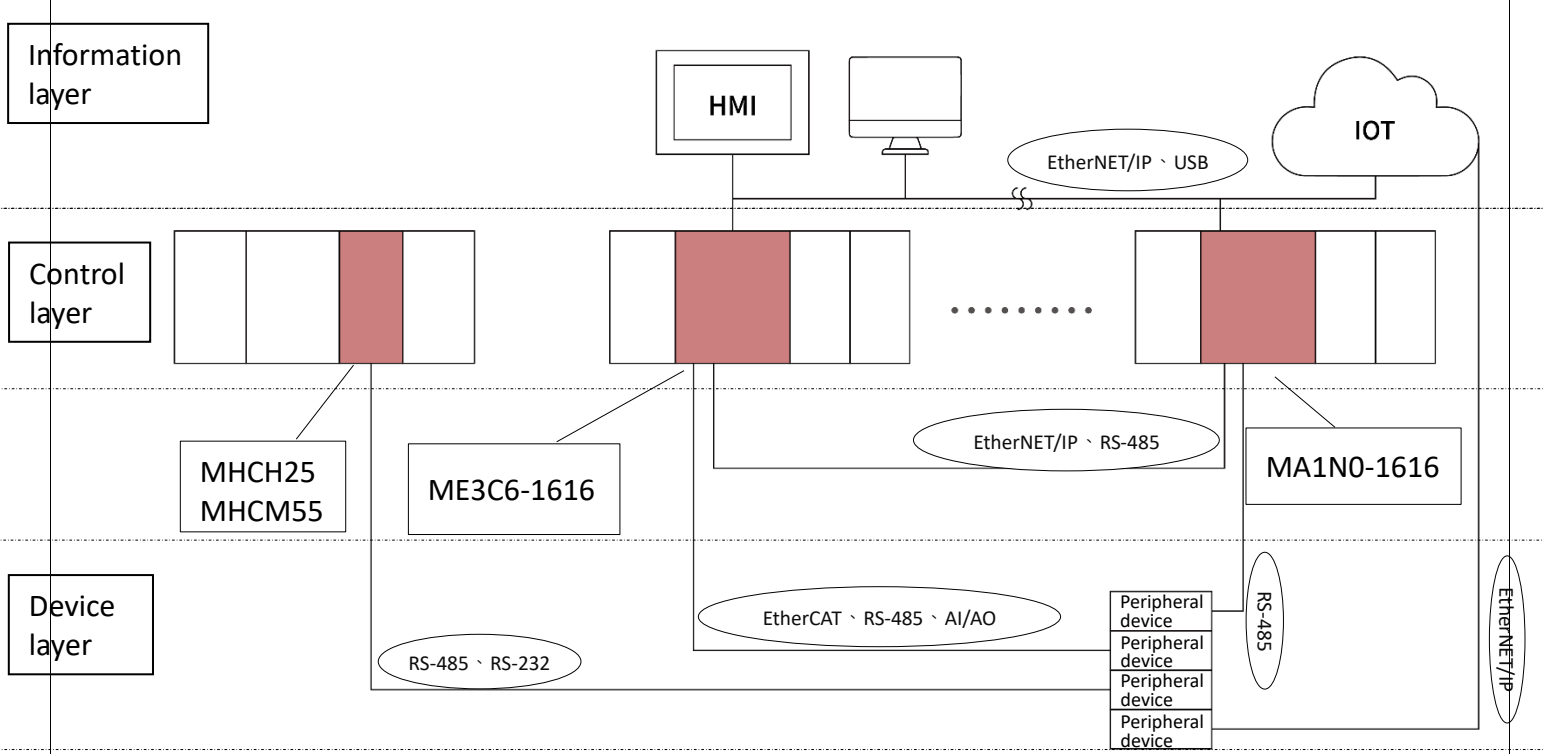 Information
layer
HMI
IOT
EtherNET/IP、USB
Control
layer
EtherNET/IP、RS-485
MHCH25
MHCM55
ME3C6-1616
MA1N0-1616
Device
layer
EtherCAT、RS-485、AI/AO
RS-485、RS-232
Peripheral
device
Peripheral
device
Peripheral
device
Peripheral
device
RS-485
EtherNET/IP